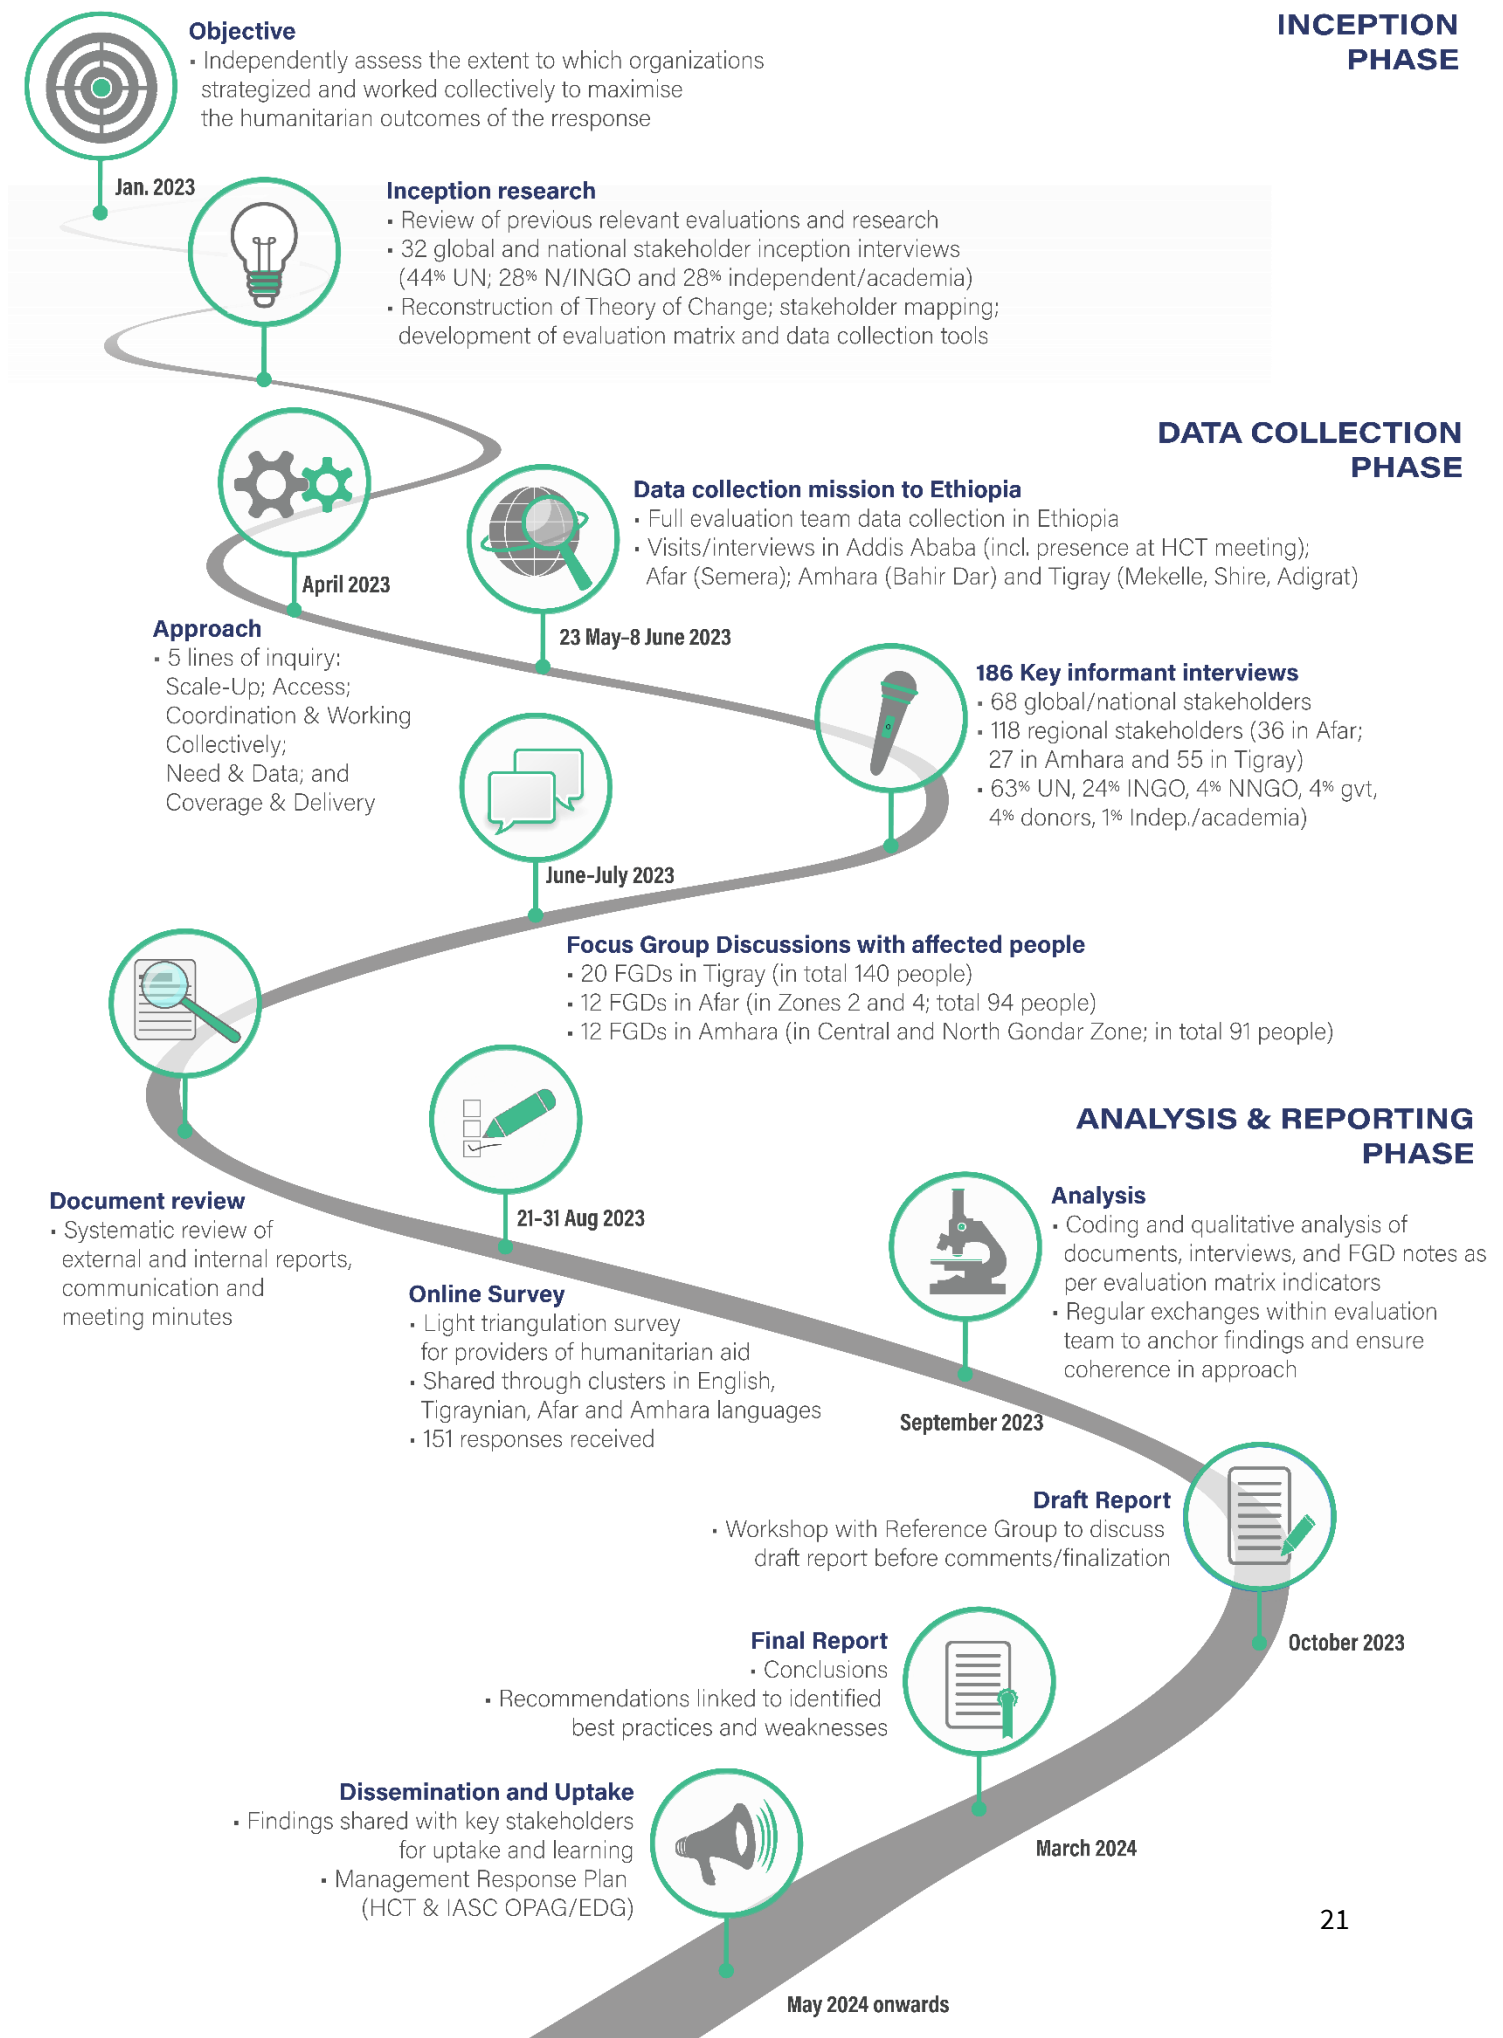 INCEPTION
PHASE
Objective
▪ Independently assess the extent to which organizations
strategized and worked collectively to maximise
the humanitarian outcomes of the rresponse
Jan. 2023
Inception research
▪ Review of previous relevant evaluations and research
▪ 32 global and national stakeholder inception interviews
(44% UN; 28% N/INGO and 28% independent/academia)
▪ Reconstruction of Theory of Change; stakeholder mapping;
development of evaluation matrix and data collection tools
DATA COLLECTION
PHASE
April 2023
Approach
▪ 5 lines of inquiry:
Scale-Up; Access;
Coordination & Working
Collectively;
Need & Data; and
Coverage & Delivery
Data collection mission to Ethiopia
▪ Full evaluation team data collection in Ethiopia
▪ Visits/interviews in Addis Ababa (incl. presence at HCT meeting);
Afar (Semera); Amhara (Bahir Dar) and Tigray (Mekelle, Shire, Adigrat)
23 May–8 June 2023
186 Key informant interviews
▪ 68 global/national stakeholders
▪ 118 regional stakeholders (36 in Afar;
27 in Amhara and 55 in Tigray)
▪ 63% UN, 24% INGO, 4% NNGO, 4% gvt,
4% donors, 1% Indep./academia)
June–July 2023
Focus Group Discussions with affected people
▪ 20 FGDs in Tigray (in total 140 people)
▪ 12 FGDs in Afar (in Zones 2 and 4; total 94 people)
▪ 12 FGDs in Amhara (in Central and North Gondar Zone; in total 91 people)
Document review
▪ Systematic review of
external and internal reports,
communication and
meeting minutes
21–31 Aug 2023
Online Survey
▪ Light triangulation survey
for providers of humanitarian aid
▪ Shared through clusters in English,
Tigraynian, Afar and Amhara languages
▪ 151 responses received
ANALYSIS & REPORTING
PHASE
Analysis
▪ Coding and qualitative analysis of
documents, interviews, and FGD notes as
per evaluation matrix indicators
▪ Regular exchanges within evaluation
team to anchor findings and ensure
coherence in approach
September 2023
Draft Report
▪ Workshop with Reference Group to discuss
draft report before comments/finalization
October 2023
Final Report
▪ Conclusions
▪ Recommendations linked to identified
best practices and weaknesses
March 2024
Dissemination and Uptake
▪ Findings shared with key stakeholders
for uptake and learning
▪ Management Response Plan
(HCT & IASC OPAG/EDG)
May 2024 onwards
21